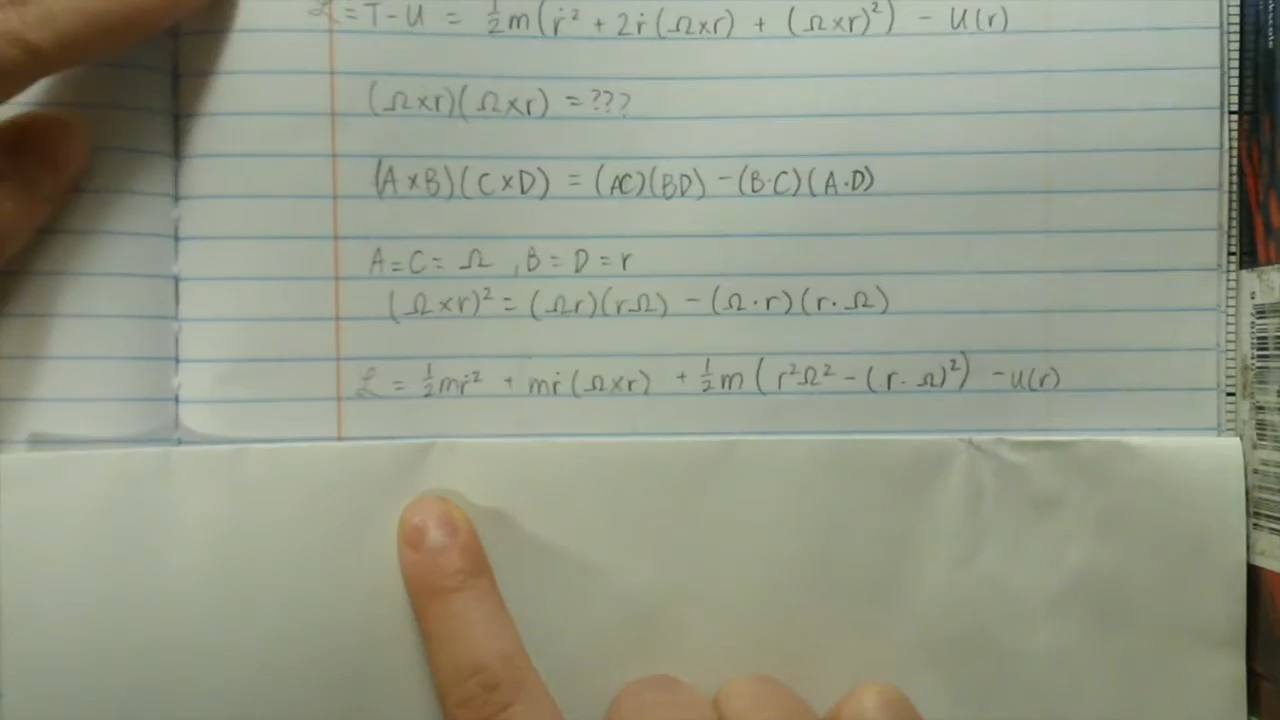 ℒ = T - U = ½m(ṙ² + 2ṙ(Ω×r) + (Ω×r)²) - U(r)
(Ω×r)(Ω×r) = ???
(A×B)(C×D) = (AC)(BD) - (B·C)(A·D)
A = C = Ω , B = D = r
(Ω×r)² = (Ωr)(rΩ) - (Ω·r)(r·Ω)
ℒ = ½mṙ² + mṙ(Ω×r) + ½m(r²Ω² - (r·Ω)²) - U(r)